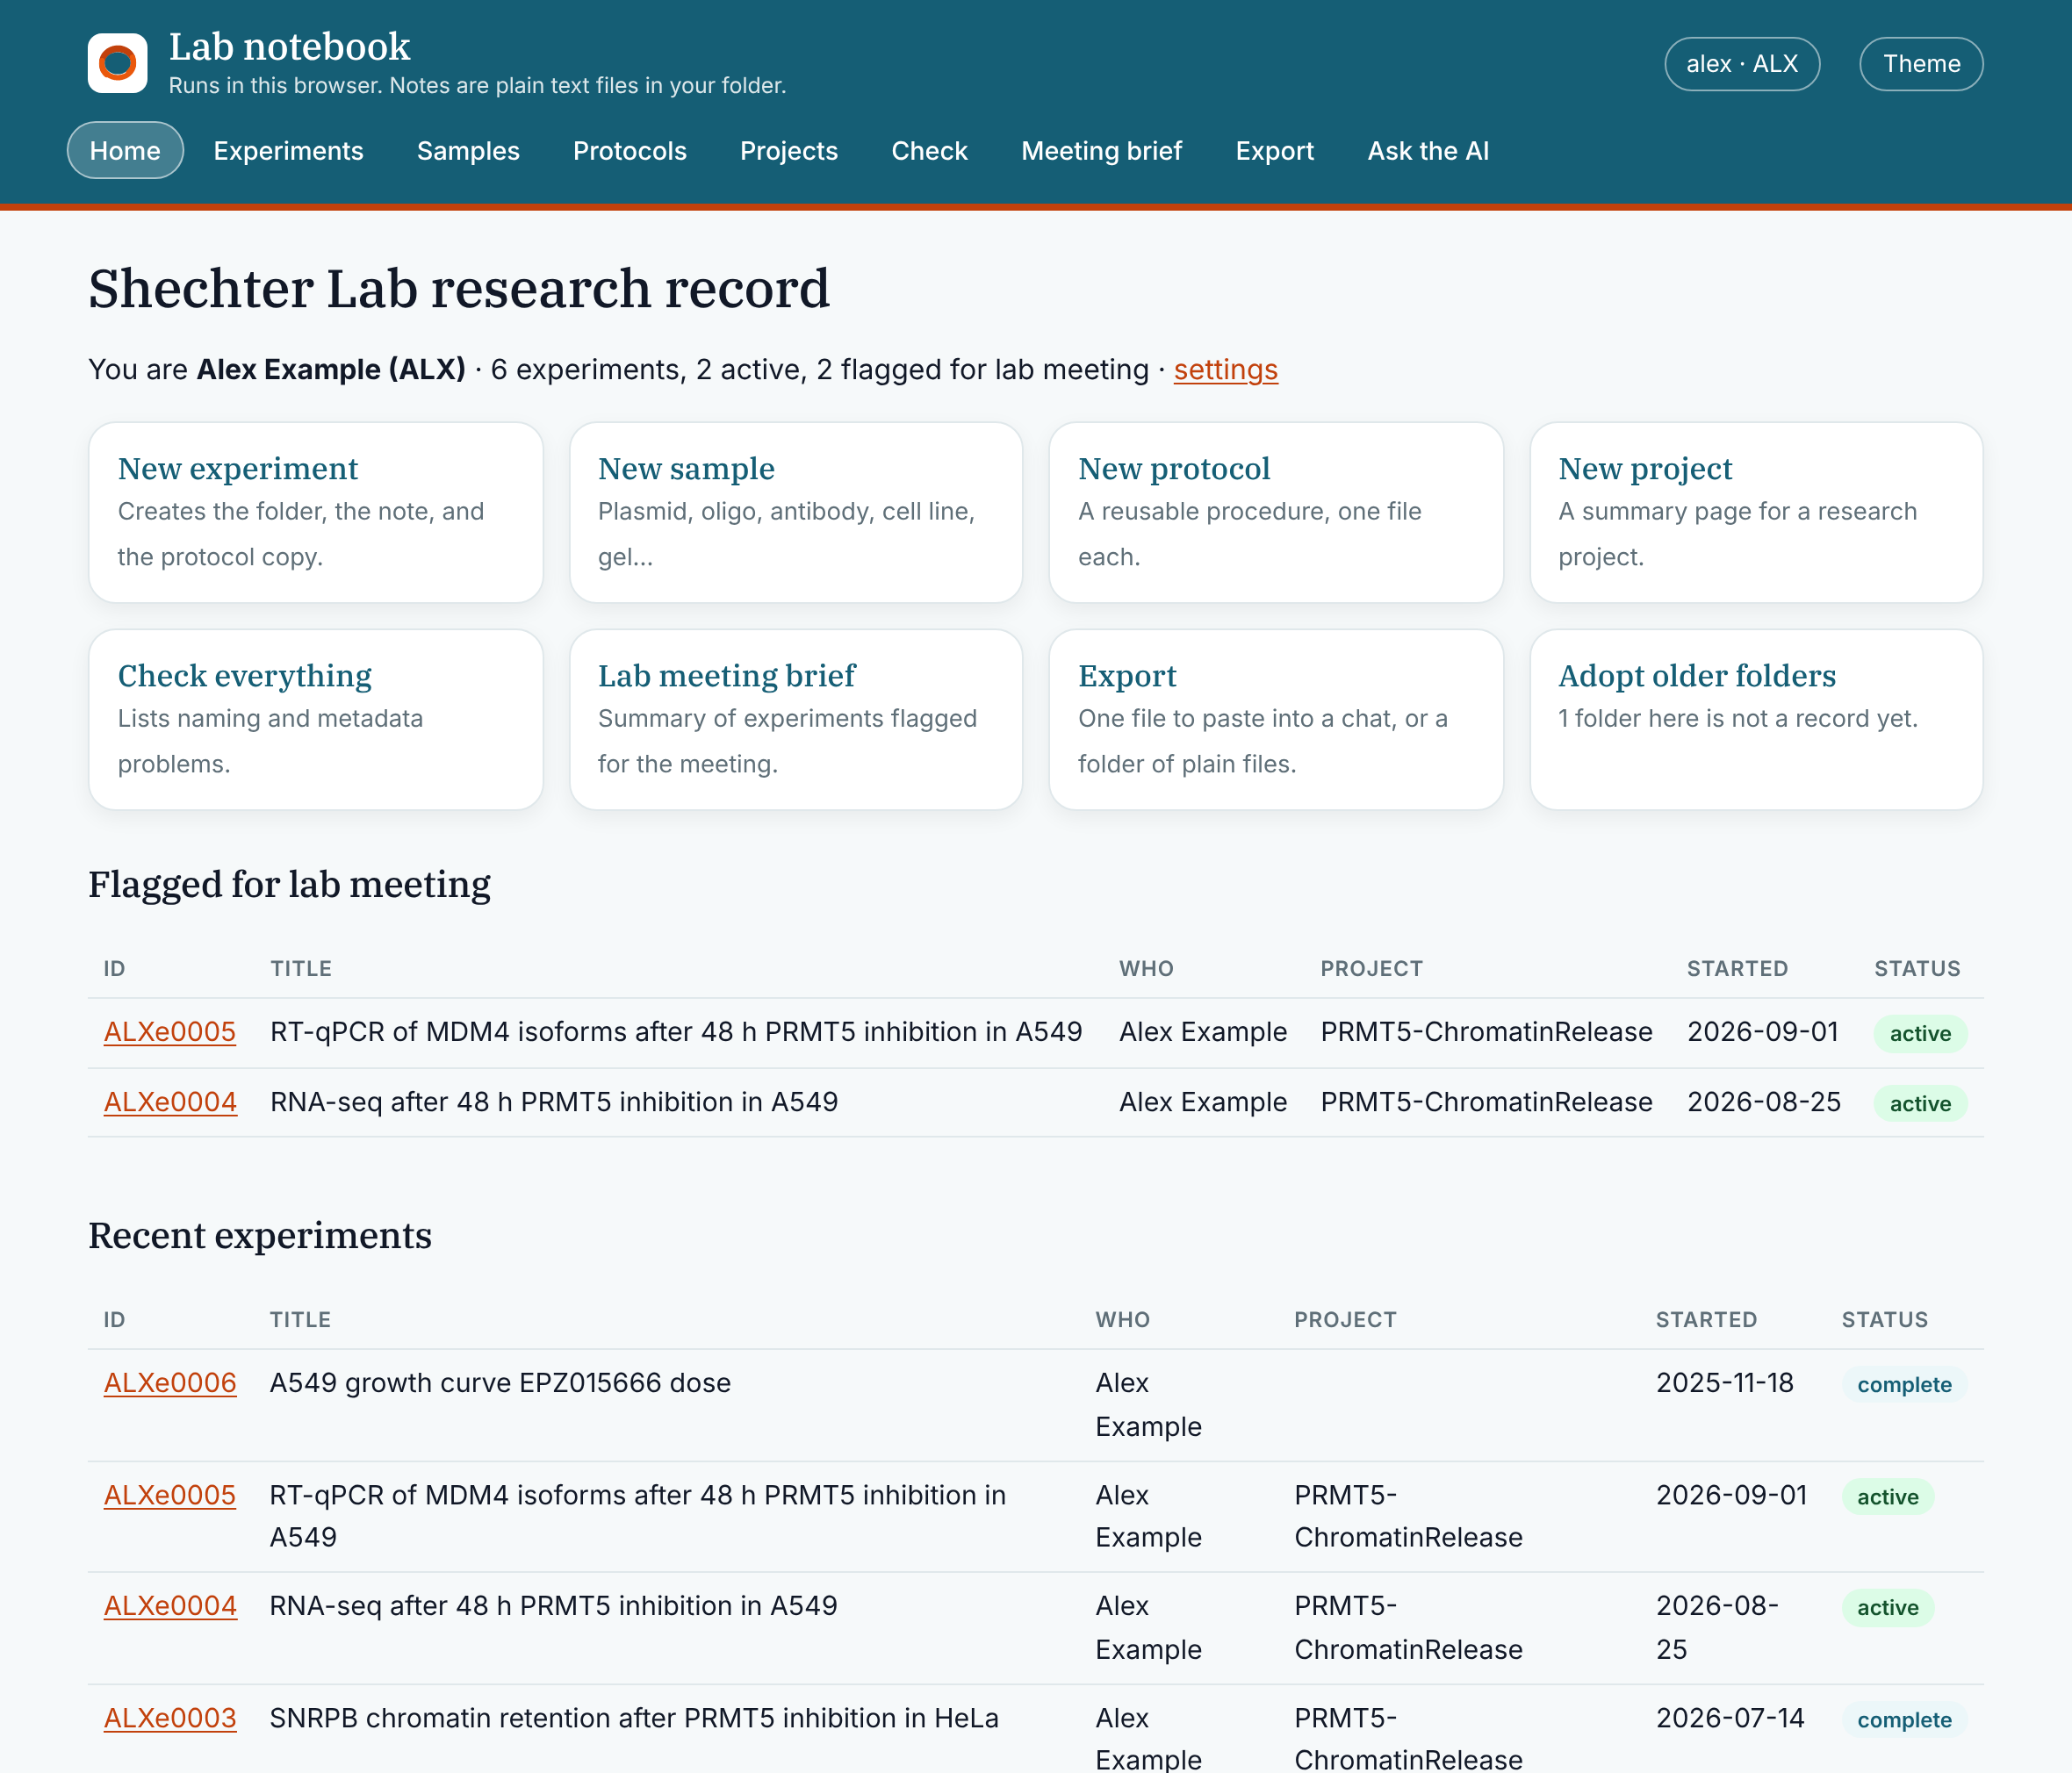 Lab notebook
Runs in this browser. Notes are plain text files in your folder.
alex · ALX
Theme
Home Experiments Samples Protocols Projects Check Meeting brief Export Ask the AI
Shechter Lab research record
You are Alex Example (ALX) · 6 experiments, 2 active, 2 flagged for lab meeting · settings
New experiment
Creates the folder, the note, and
the protocol copy.
New sample
Plasmid, oligo, antibody, cell line,
gel...
New protocol
A reusable procedure, one file
each.
New project
A summary page for a research
project.
Check everything
Lists naming and metadata
problems.
Lab meeting brief
Summary of experiments flagged
for the meeting.
Export
One file to paste into a chat, or a
folder of plain files.
Adopt older folders
1 folder here is not a record yet.
Flagged for lab meeting
ID TITLE WHO PROJECT STARTED STATUS
ALXe0005 RT-qPCR of MDM4 isoforms after 48 h PRMT5 inhibition in A549 Alex Example PRMT5-ChromatinRelease 2026-09-01 active
ALXe0004 RNA-seq after 48 h PRMT5 inhibition in A549 Alex Example PRMT5-ChromatinRelease 2026-08-25 active
Recent experiments
ID TITLE WHO PROJECT STARTED STATUS
ALXe0006 A549 growth curve EPZ015666 dose Alex 2025-11-18 complete
Example
ALXe0005 RT-qPCR of MDM4 isoforms after 48 h PRMT5 inhibition in Alex PRMT5- 2026-09-01 active
A549 Example ChromatinRelease
ALXe0004 RNA-seq after 48 h PRMT5 inhibition in A549 Alex PRMT5- 2026-08- active
Example ChromatinRelease 25
ALXe0003 SNRPB chromatin retention after PRMT5 inhibition in HeLa Alex PRMT5- 2026-07-14 complete
Example ChromatinRelease